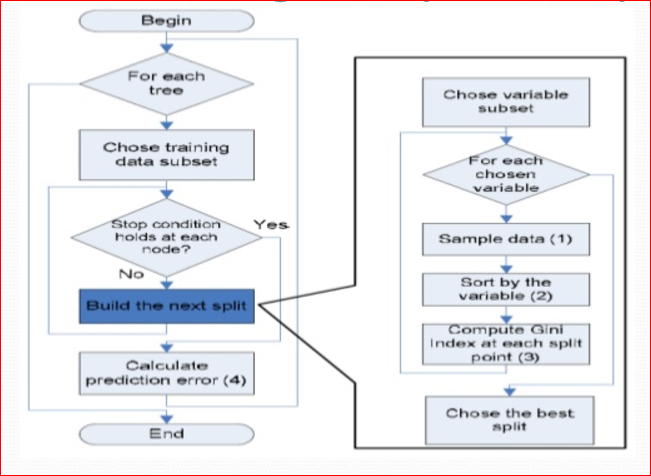 Begin
For each
tree
Chose training
data subset
Stop condition
holds at each
node?
Yes
No
Build the next split
Calculate
prediction error (4)
End
Chose variable
subset
For each
chosen
variable
Sample data (1)
Sort by the
variable (2)
Compute Gini
Index at each split
point (3)
Chose the best
split